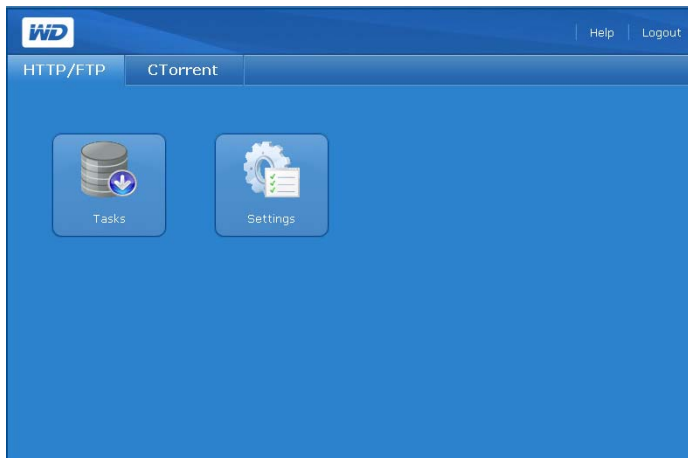 WD
Help
Logout
HTTP/FTP
CTorrent
Tasks
Settings